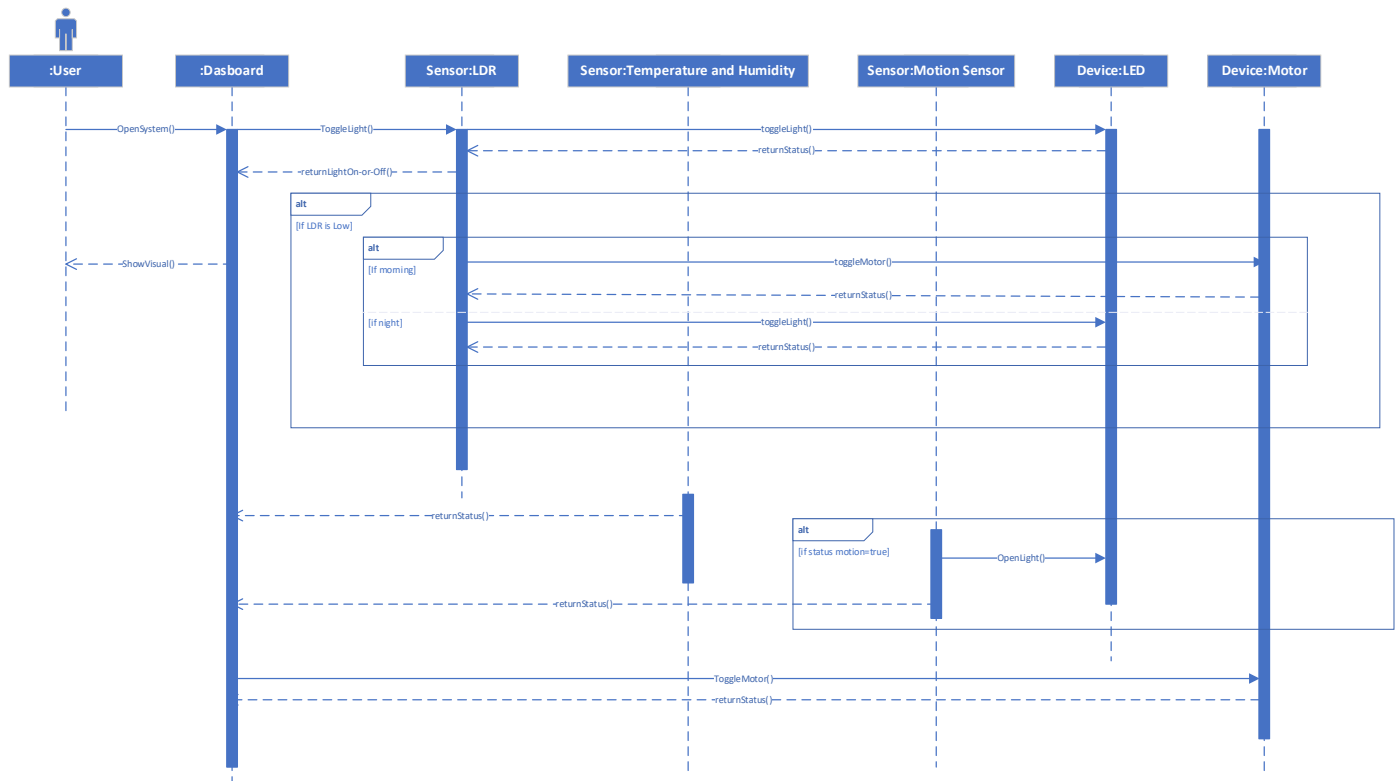 :User
:Dasboard
Sensor:LDR
Sensor:Temperature and Humidity
Sensor:Motion Sensor
Device:LED
Device:Motor
OpenSystem()
ToggleLight()
toggleLight()
returnStatus()
returnLightOn-or-Off()
alt
[If LDR is Low]
alt
ShowVisual()
toggleMotor()
[If morning]
returnStatus()
[if night]
toggleLight()
returnStatus()
returnStatus()
alt
[if status motion=true]
OpenLight()
returnStatus()
ToggleMotor()
returnStatus()